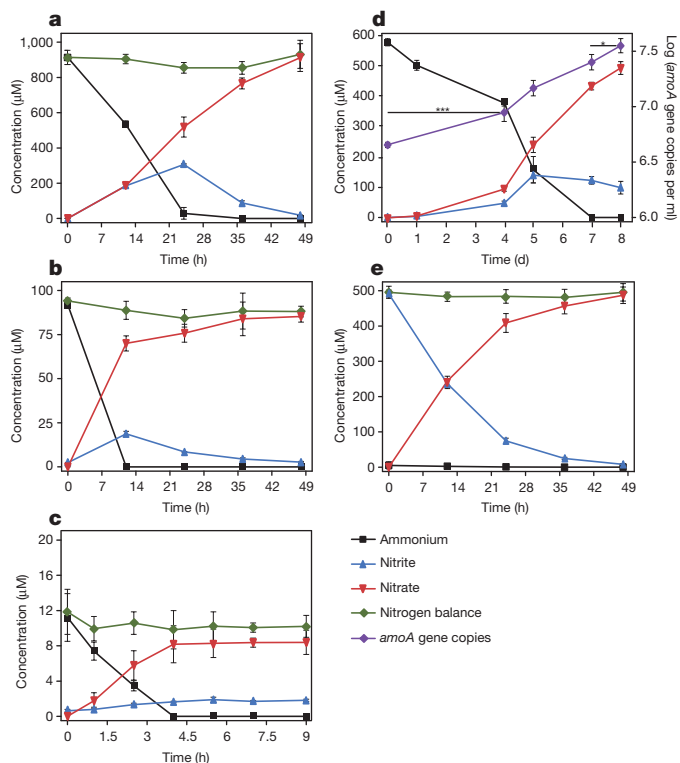 a
1,000
800
600
400
200
0
Concentration (µM)
0 7 14 21 28 35 42 49
Time (h)
d
600
500
400
300
200
100
0
Concentration (µM)
***
*
7.5
7.0
6.5
6.0
Log (amoA gene copies per ml)
0 1 2 3 4 5 6 7 8
Time (d)
b
100
75
50
25
0
Concentration (µM)
0 7 14 21 28 35 42 49
Time (h)
e
500
400
300
200
100
0
Concentration (µM)
0 7 14 21 28 35 42 49
Time (h)
c
20
16
12
8
4
0
Concentration (µM)
0 1.5 3 4.5 6 7.5 9
Time (h)
Ammonium
Nitrite
Nitrate
Nitrogen balance
amoA gene copies